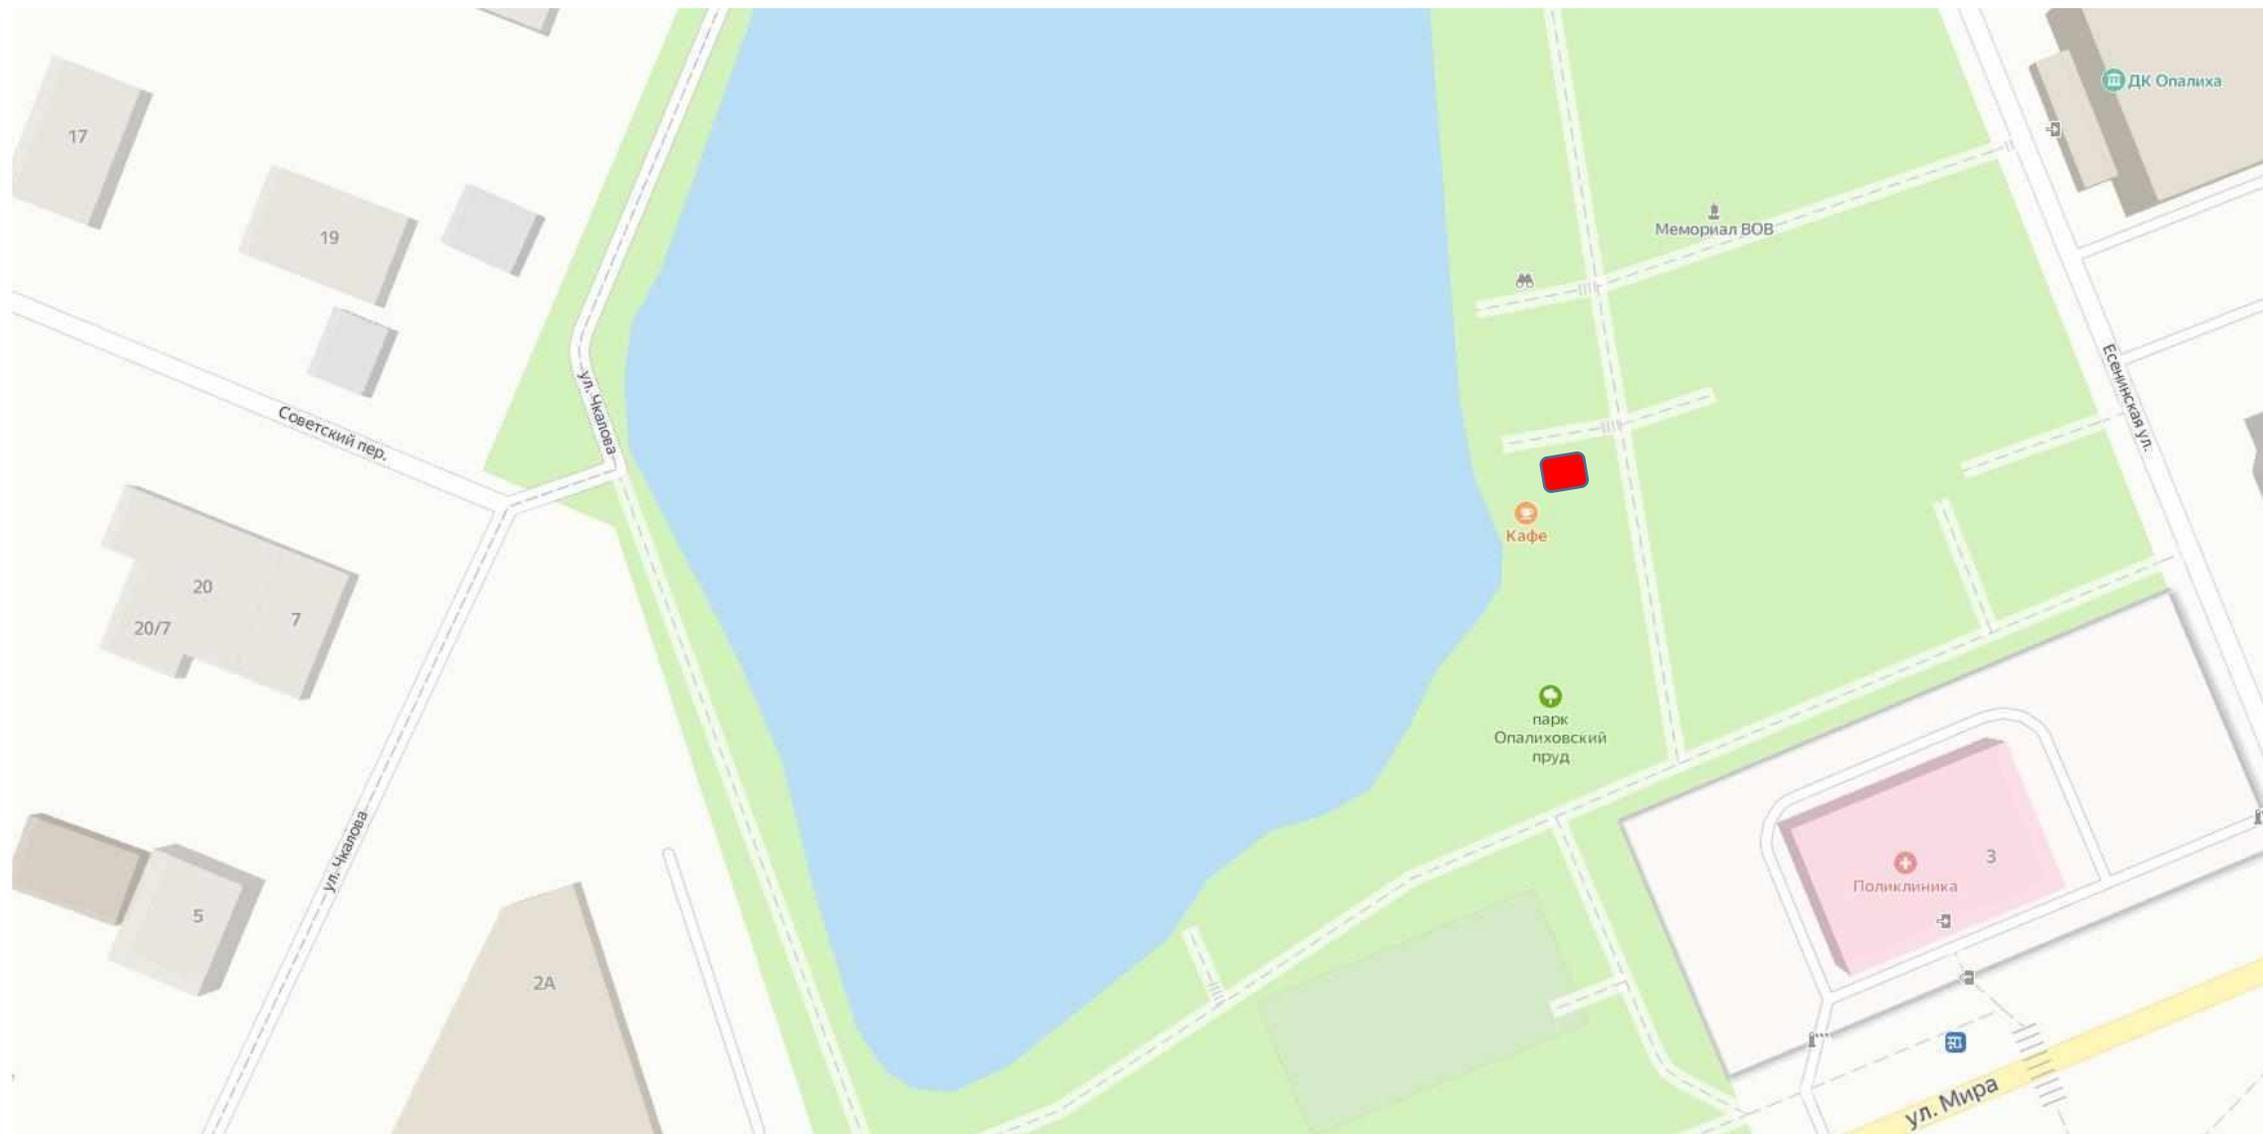 ДК Опалиха
17
Мемориал ВОВ
19
Есенинская ул.
ул. Чкалова
Советский пер.
Кафе
20
7
20/7
парк
Опалиховский
пруд
ул. Чкалова
3
Поликлиника
5
2А
ул. Мира